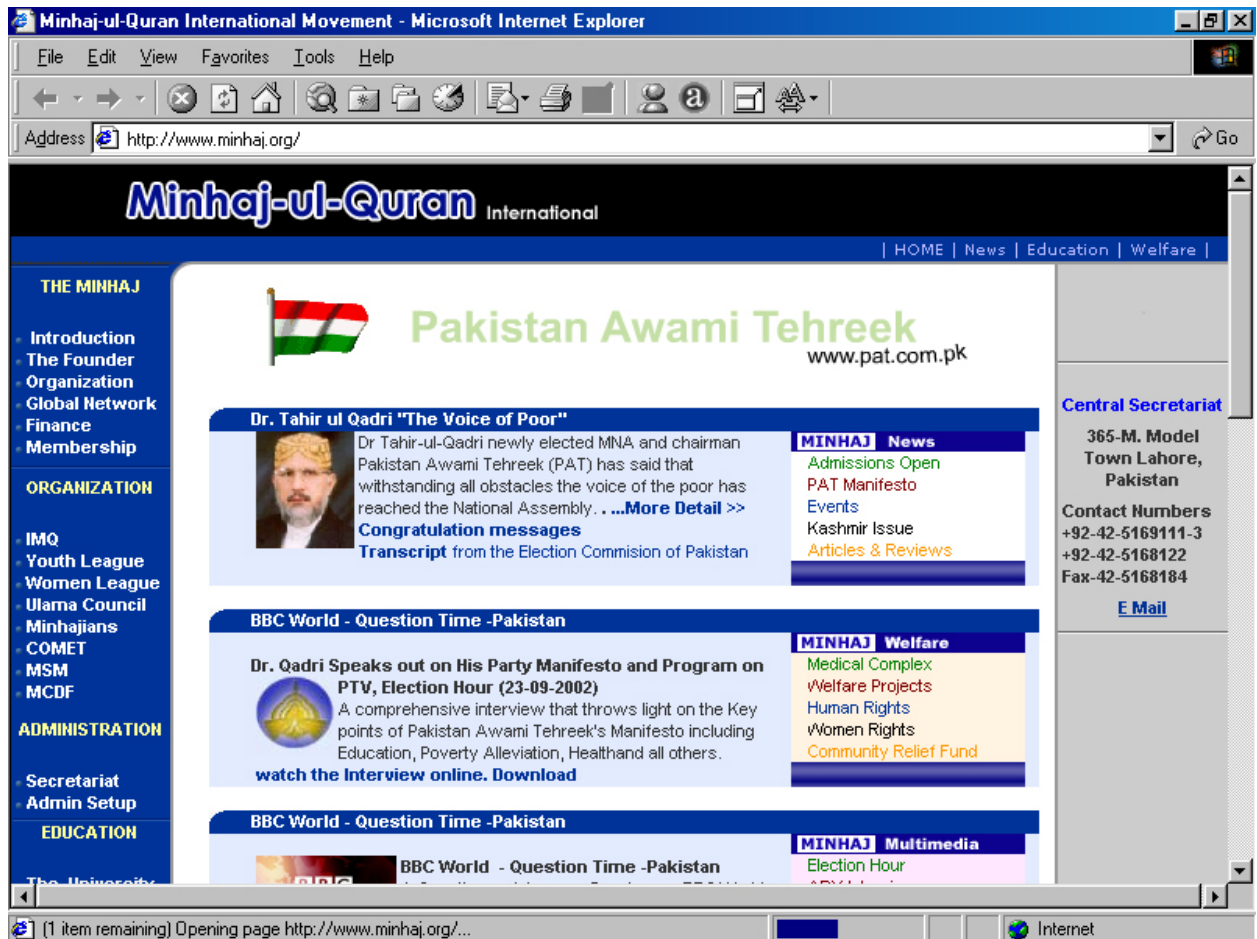 Minhaj-ul-Quran International Movement - Microsoft Internet Explorer
File Edit View Favorites Tools Help
Address http://www.minhaj.org/ Go
Minhaj-ul-Quran International
| HOME | News | Education | Welfare |
THE MINHAJ
Introduction
The Founder
Organization
Global Network
Finance
Membership
ORGANIZATION
IMQ
Youth League
Women League
Ulama Council
Minhajians
COMET
MSM
MCDF
ADMINISTRATION
Secretariat
Admin Setup
EDUCATION
The University
Pakistan Awami Tehreek
www.pat.com.pk
Dr. Tahir ul Qadri "The Voice of Poor"
Dr Tahir-ul-Qadri newly elected MNA and chairman
Pakistan Awami Tehreek (PAT) has said that
withstanding all obstacles the voice of the poor has
reached the National Assembly. . ...More Detail >>
Congratulation messages
Transcript from the Election Commision of Pakistan
MINHAJ News
Admissions Open
PAT Manifesto
Events
Kashmir Issue
Articles & Reviews
BBC World - Question Time -Pakistan
Dr. Qadri Speaks out on His Party Manifesto and Program on
PTV, Election Hour (23-09-2002)
A comprehensive interview that throws light on the Key
points of Pakistan Awami Tehreek's Manifesto including
Education, Poverty Alleviation, Heathand all others.
watch the Interview online. Download
MINHAJ Welfare
Medical Complex
Welfare Projects
Human Rights
Women Rights
Community Relief Fund
BBC World - Question Time -Pakistan
BBC World - Question Time -Pakistan
BBC
MINHAJ Multimedia
Election Hour
Central Secretariat
365-M. Model
Town Lahore,
Pakistan
Contact Numbers
+92-42-5169111-3
+92-42-5168122
Fax-42-5168184
E Mail
(1 item remaining) Opening page http://www.minhaj.org/...
Internet